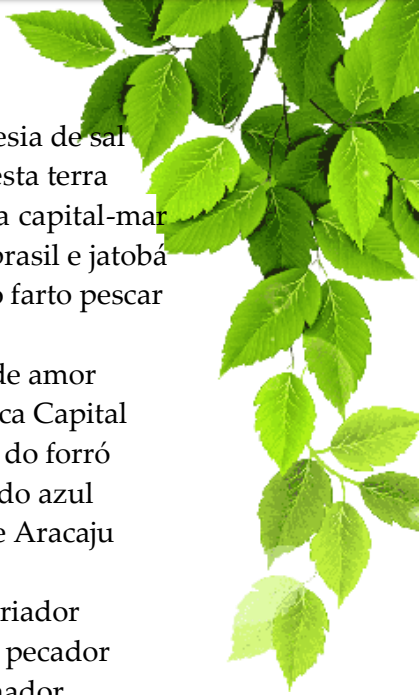 esia de sal
esta terra
a capital-mar
brasil e jatobá
o farto pescar
de amor
ca Capital
do forró
do azul
e Aracaju
riador
pecador
nador